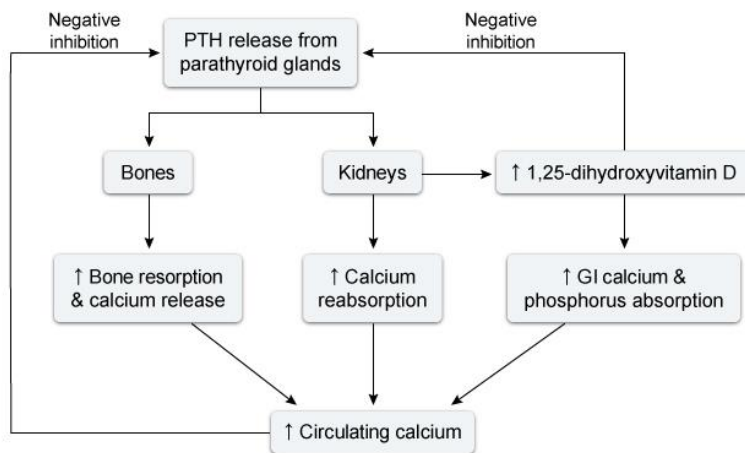 Negative
inhibition
PTH release from
parathyroid glands
Negative
inhibition
Bones
Kidneys
↑ 1,25-dihydroxyvitamin D
↑ Bone resorption
& calcium release
↑ Calcium
reabsorption
↑ GI calcium &
phosphorus absorption
↑ Circulating calcium